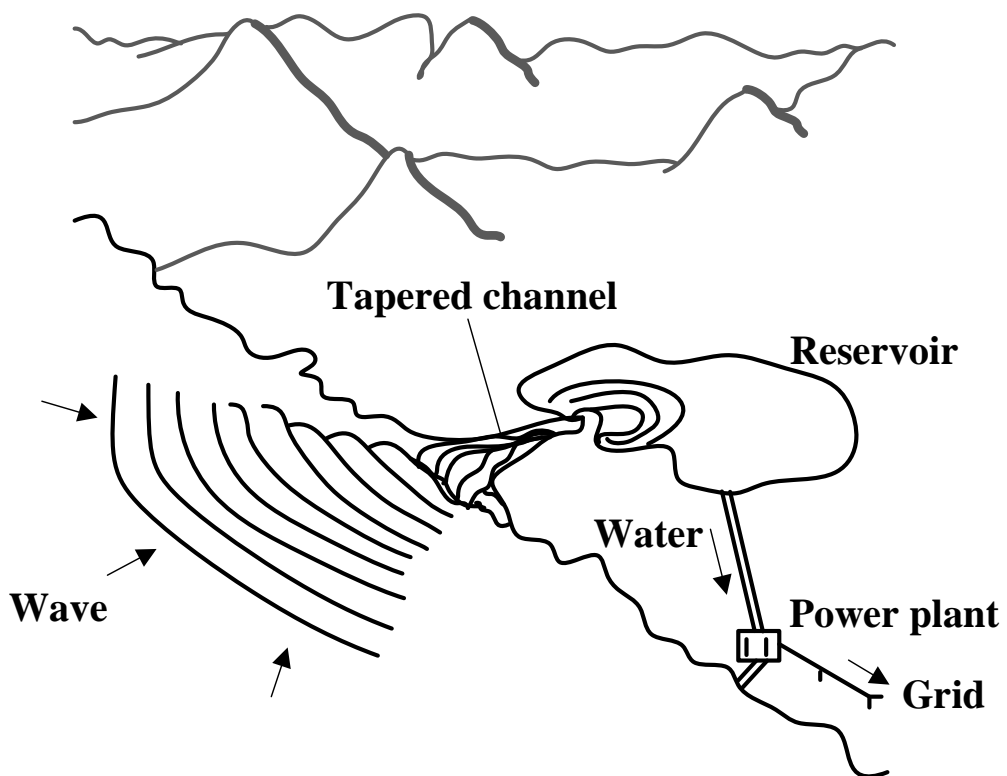 Tapered channel
Reservoir
Water
Wave
Power plant
Grid